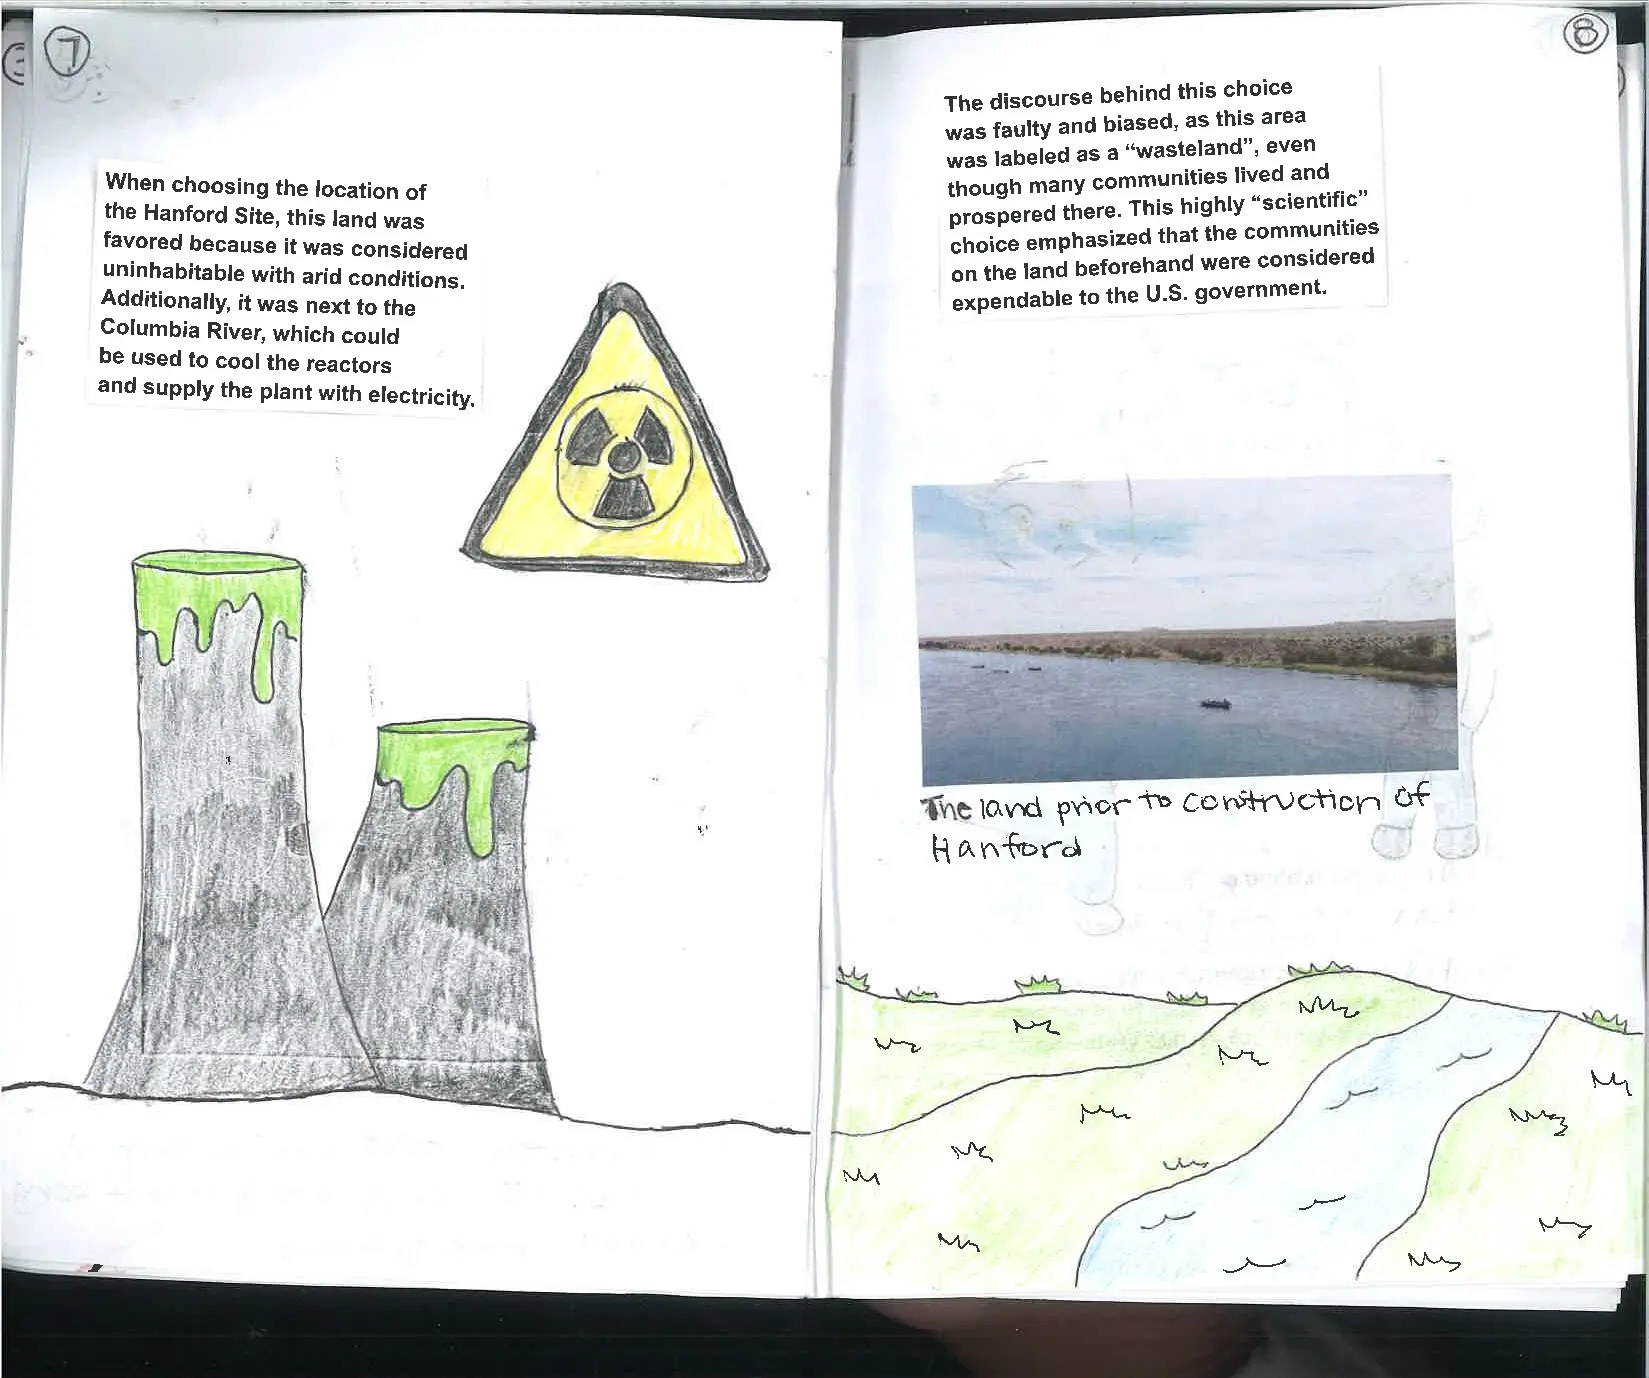 7
When choosing the location of
the Hanford Site, this land was
favored because it was considered
uninhabitable with arid conditions.
Additionally, it was next to the
Columbia River, which could
be used to cool the reactors
and supply the plant with electricity.
8
The discourse behind this choice
was faulty and biased, as this area
was labeled as a “wasteland”, even
though many communities lived and
prospered there. This highly “scientific”
choice emphasized that the communities
on the land beforehand were considered
expendable to the U.S. government.
The land prior to construction of
Hanford